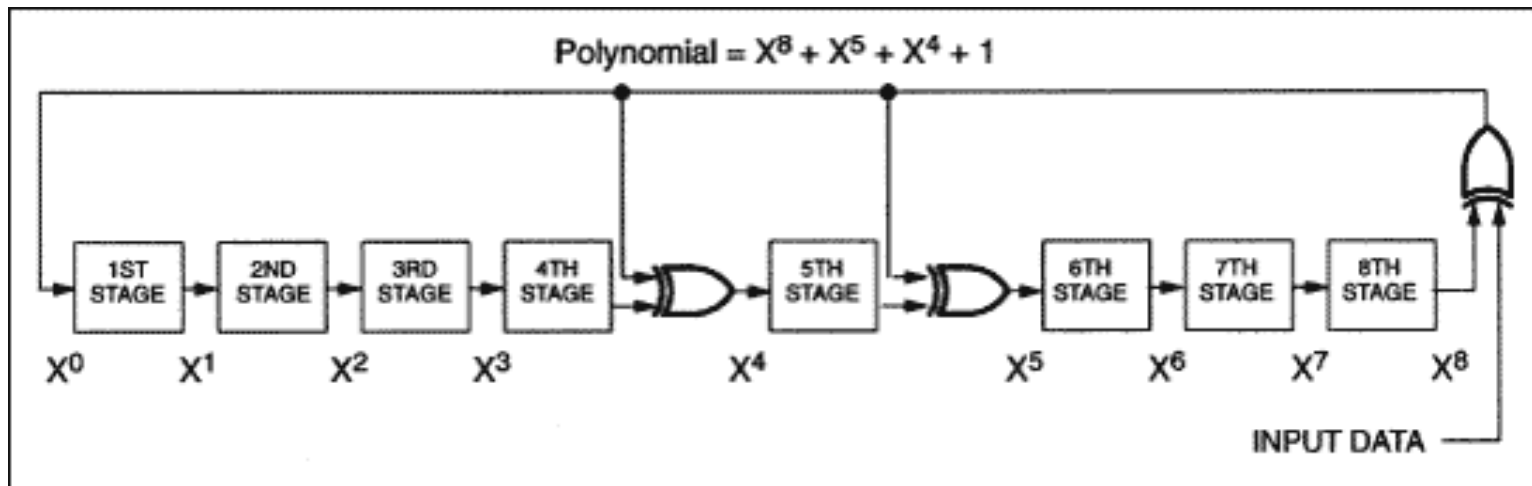 Polynomial = X⁸ + X⁵ + X⁴ + 1
1ST STAGE
2ND STAGE
3RD STAGE
4TH STAGE
5TH STAGE
6TH STAGE
7TH STAGE
8TH STAGE
X⁰ X¹ X² X³ X⁴ X⁵ X⁶ X⁷ X⁸
INPUT DATA